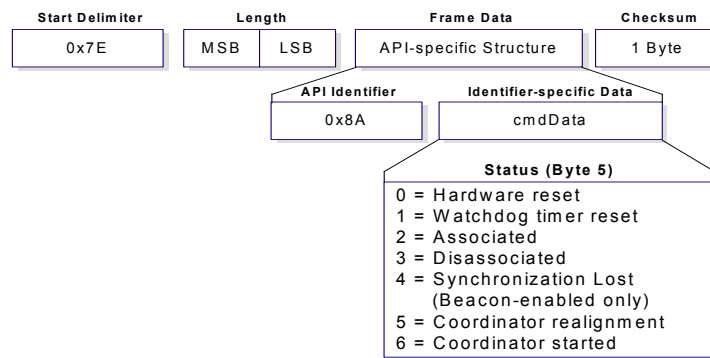 Start Delimiter Length Frame Data Checksum
0x7E MSB LSB API-specific Structure 1 Byte
API Identifier Identifier-specific Data
0x8A cmdData
Status (Byte 5)
0 = Hardware reset
1 = Watchdog timer reset
2 = Associated
3 = Disassociated
4 = Synchronization Lost
(Beacon-enabled only)
5 = Coordinator realignment
6 = Coordinator started